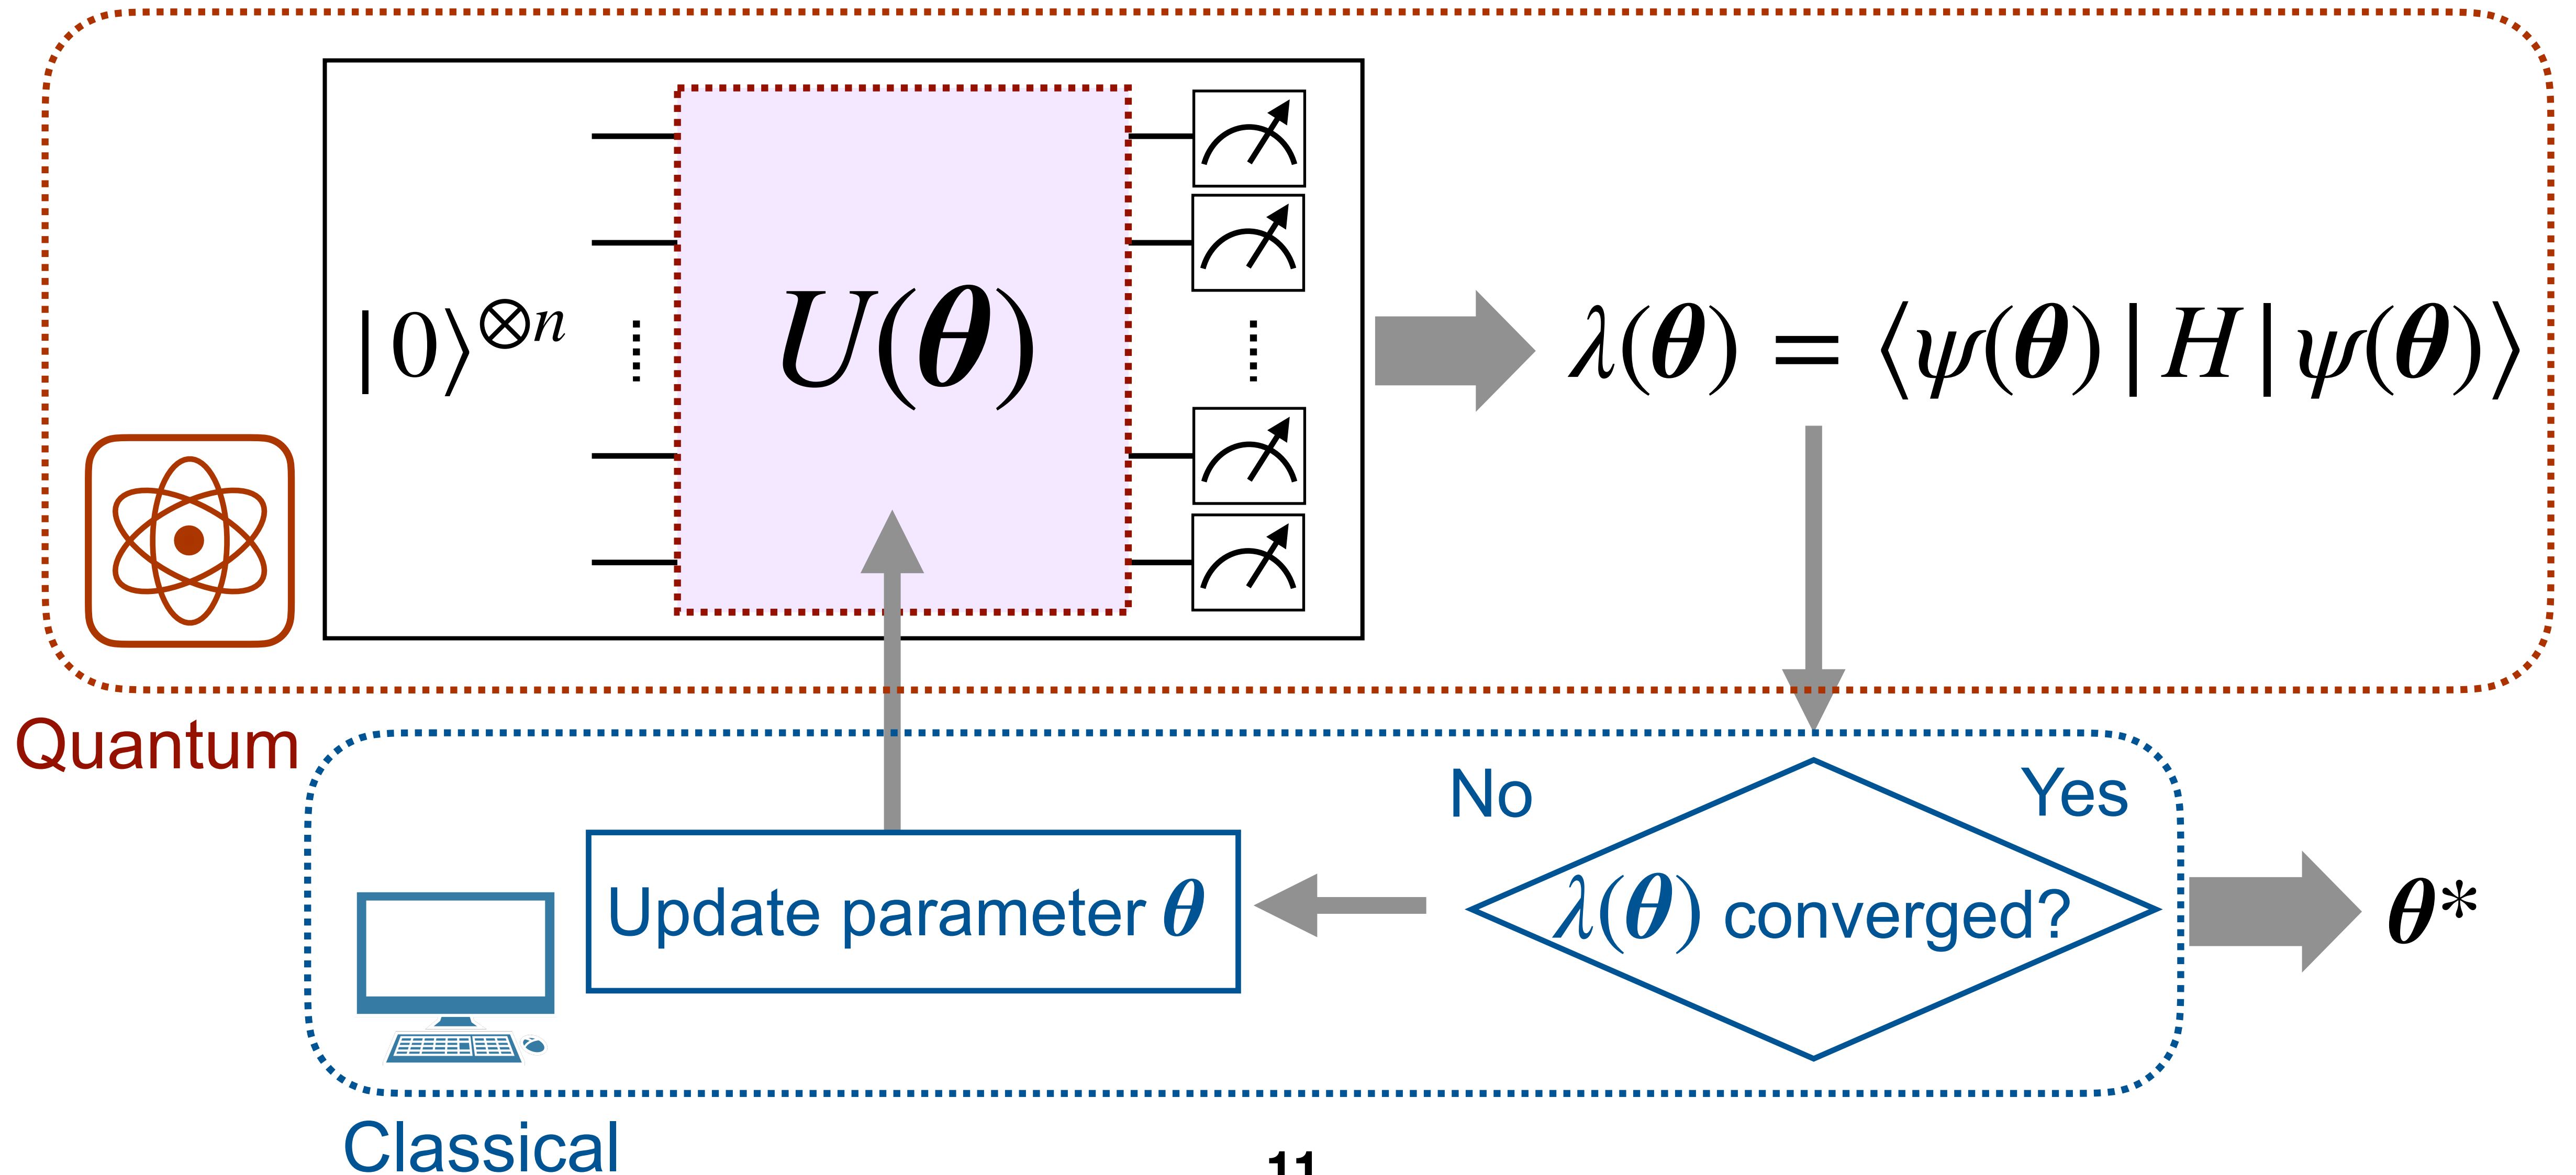 |0⟩⊗n
U(θ)
λ(θ) = ⟨ψ(θ)|H|ψ(θ)⟩
Quantum
No
Yes
Update parameter θ
λ(θ) converged?
θ*
Classical
11